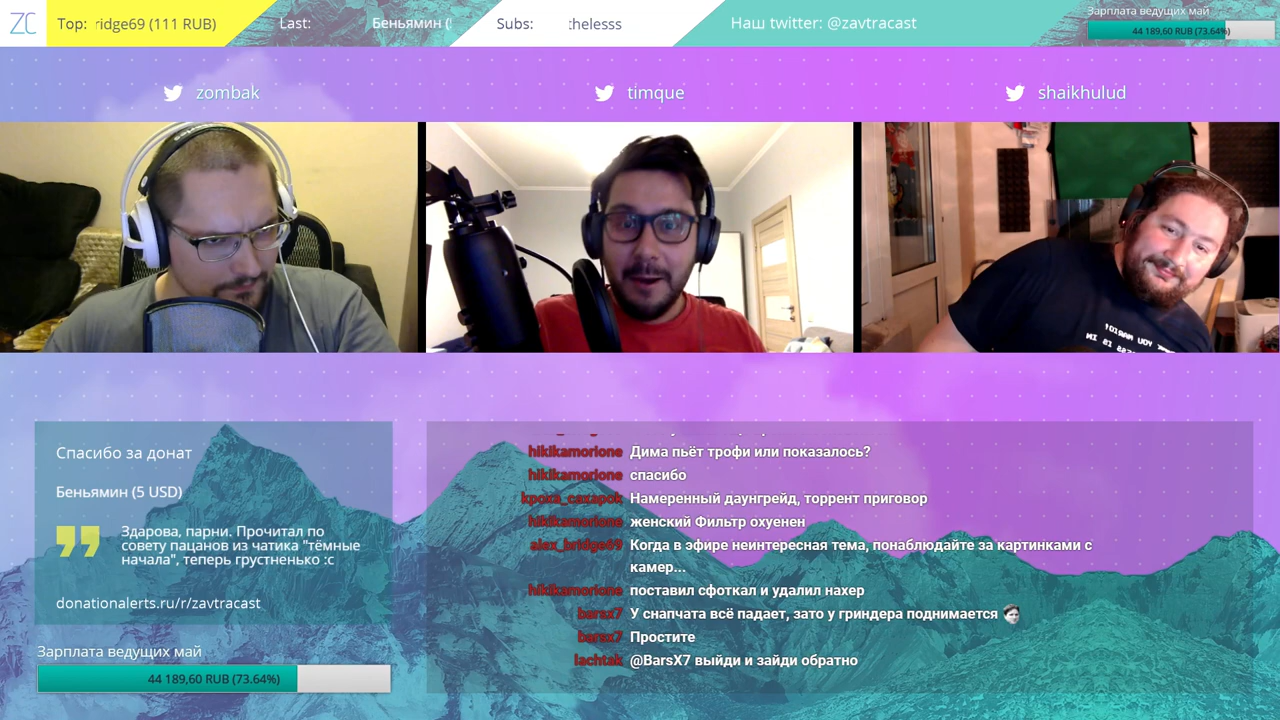 ZC
Top: ridge69 (111 RUB)
Last: Беньямин (
Subs: thelesss
Наш twitter: @zavtracast
Зарплата ведущих май
44 189,60 RUB (73.64%)
zombak
timque
shaikhulud
Спасибо за донат
Беньямин (5 USD)
Здарова, парни. Прочитал по
совету пацанов из чатика "тёмные
начала", теперь грустненько :с
donationalerts.ru/r/zavtracast
Зарплата ведущих май
44 189,60 RUB (73.64%)
hikikamorione Дима пьёт трофи или показалось?
hikikamorione спасибо
kpoxa_caxapok Намеренный даунгрейд, торрент приговор
hikikamorione женский Фильтр охуенен
alex_bridge69 Когда в эфире неинтересная тема, понаблюдайте за картинками с
камер...
hikikamorione поставил сфоткал и удалил нахер
barsx7 У снапчата всё падает, зато у гриндера поднимается
barsx7 Простите
lachtak @BarsX7 выйди и зайди обратно